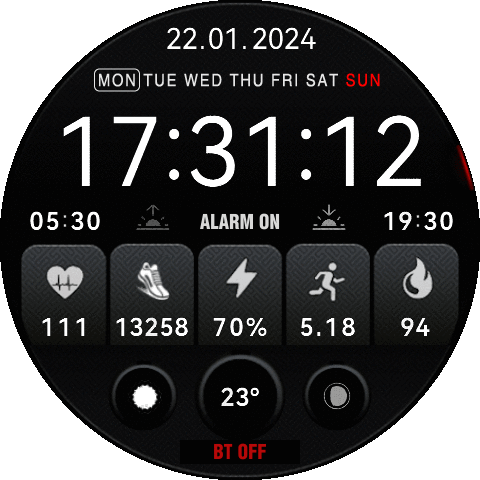 22.01.2024
MON TUE WED THU FRI SAT SUN
17:31:12
05:30 ALARM ON 19:30
111 13258 70% 5.18 94
23°
BT OFF